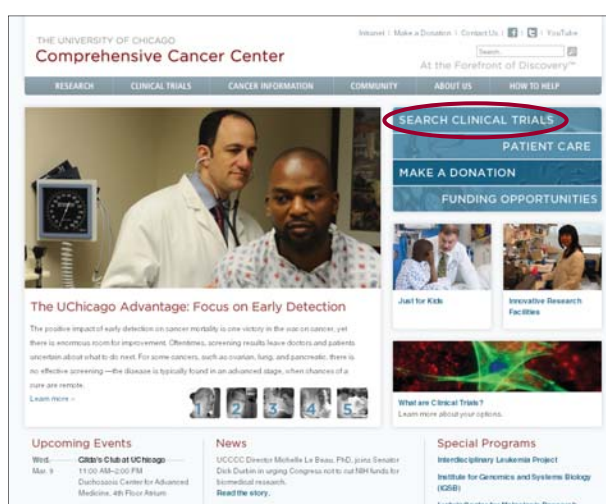 Intranet | Make a Donation | Contact Us | f | t | YouTube
THE UNIVERSITY OF CHICAGO
Comprehensive Cancer Center
Search...
At the Forefront of Discovery™
RESEARCH CLINICAL TRIALS CANCER INFORMATION COMMUNITY ABOUT US HOW TO HELP
SEARCH CLINICAL TRIALS
PATIENT CARE
MAKE A DONATION
FUNDING OPPORTUNITIES
The UChicago Advantage: Focus on Early Detection
The positive impact of early detection on cancer mortality is one victory in the war on cancer, yet
there is enormous room for improvement. Oftentimes, screening results leave doctors and patients
uncertain about what to do next. For some cancers, such as ovarian, lung, and pancreatic, there is
no effective screening —the disease is typically found in an advanced stage, when chances of a
cure are remote.
Learn more »
1 2 3 4 5
Just for Kids
Innovative Research
Facilities
What are Clinical Trials?
Learn more about your options.
Upcoming Events
Wed. Gilda's Club at UChicago
Mar. 9 11:00 AM–2:00 PM
Duchossois Center for Advanced
Medicine, 4th Floor Atrium
News
UCCCC Director Michelle Le Beau, PhD, joins Senator
Dick Durbin in urging Congress not to cut NIH funds for
biomedical research.
Read the story.
Special Programs
Interdisciplinary Leukemia Project
Institute for Genomics and Systems Biology
(IGSB)